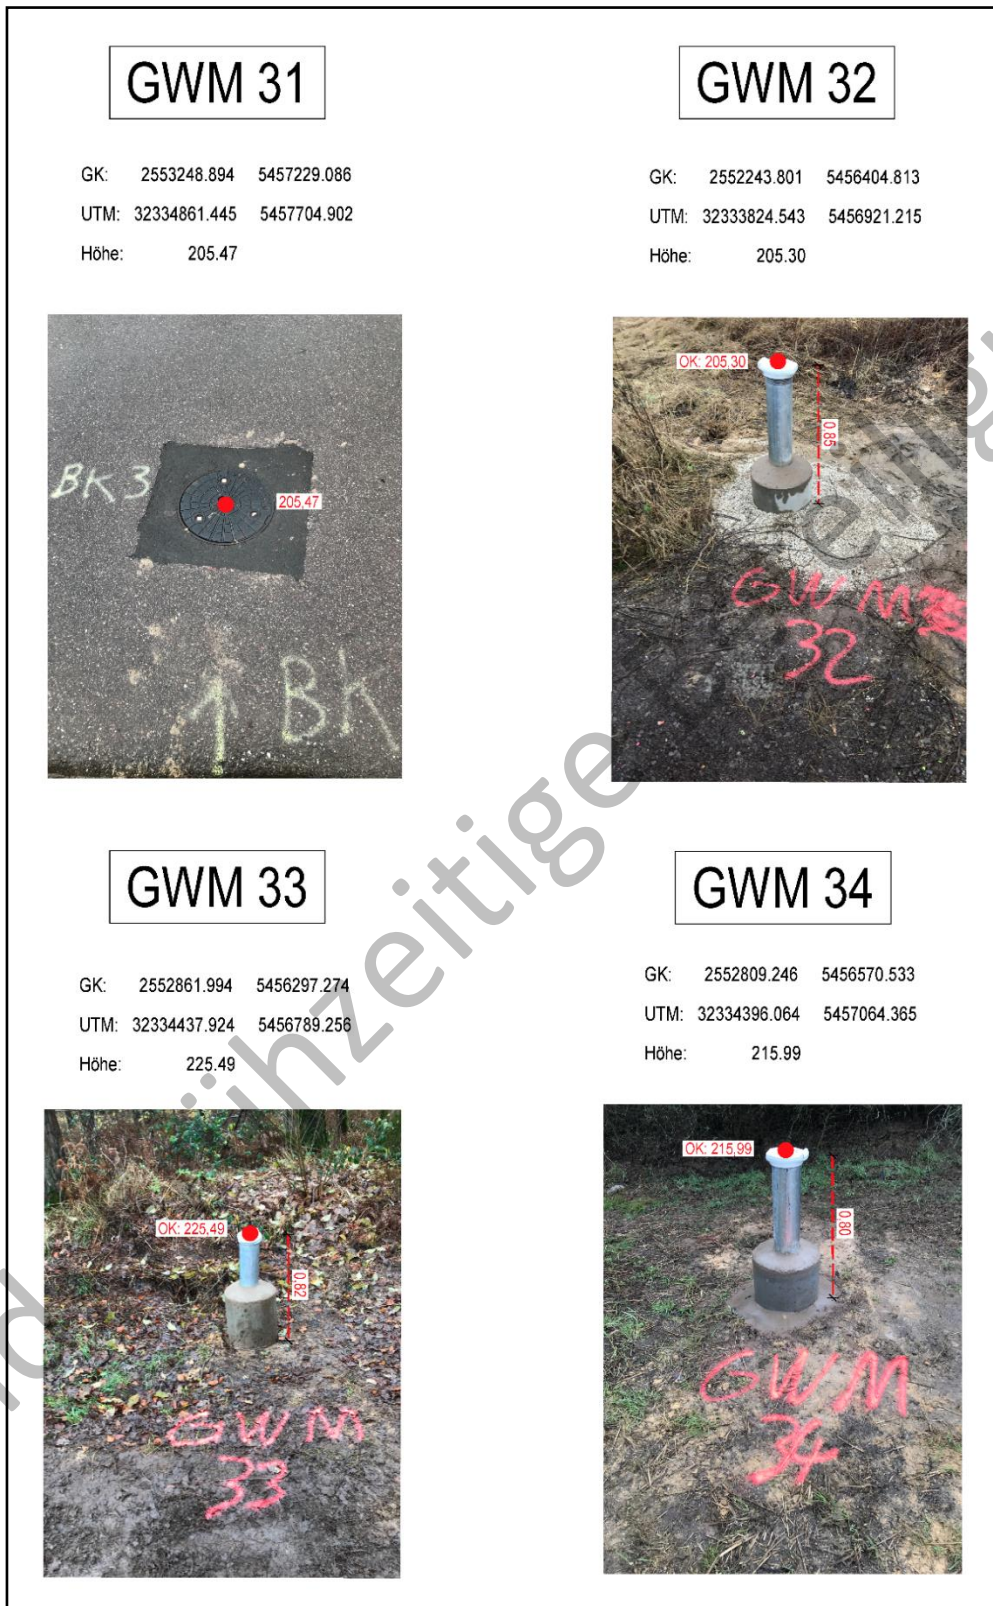 GWM 31
GK: 2553248.894 5457229.086
UTM: 32334861.445 5457704.902
Höhe: 205.47
BK3
205,47
BK
GWM 32
GK: 2552243.801 5456404.813
UTM: 32333824.543 5456921.215
Höhe: 205.30
OK: 205,30
0.85
GWM
32
GWM 33
GK: 2552861.994 5456297.274
UTM: 32334437.924 5456789.256
Höhe: 225.49
OK: 225,49
0.82
GWM
33
GWM 34
GK: 2552809.246 5456570.533
UTM: 32334396.064 5457064.365
Höhe: 215.99
OK: 215,99
0.80
GWM
34